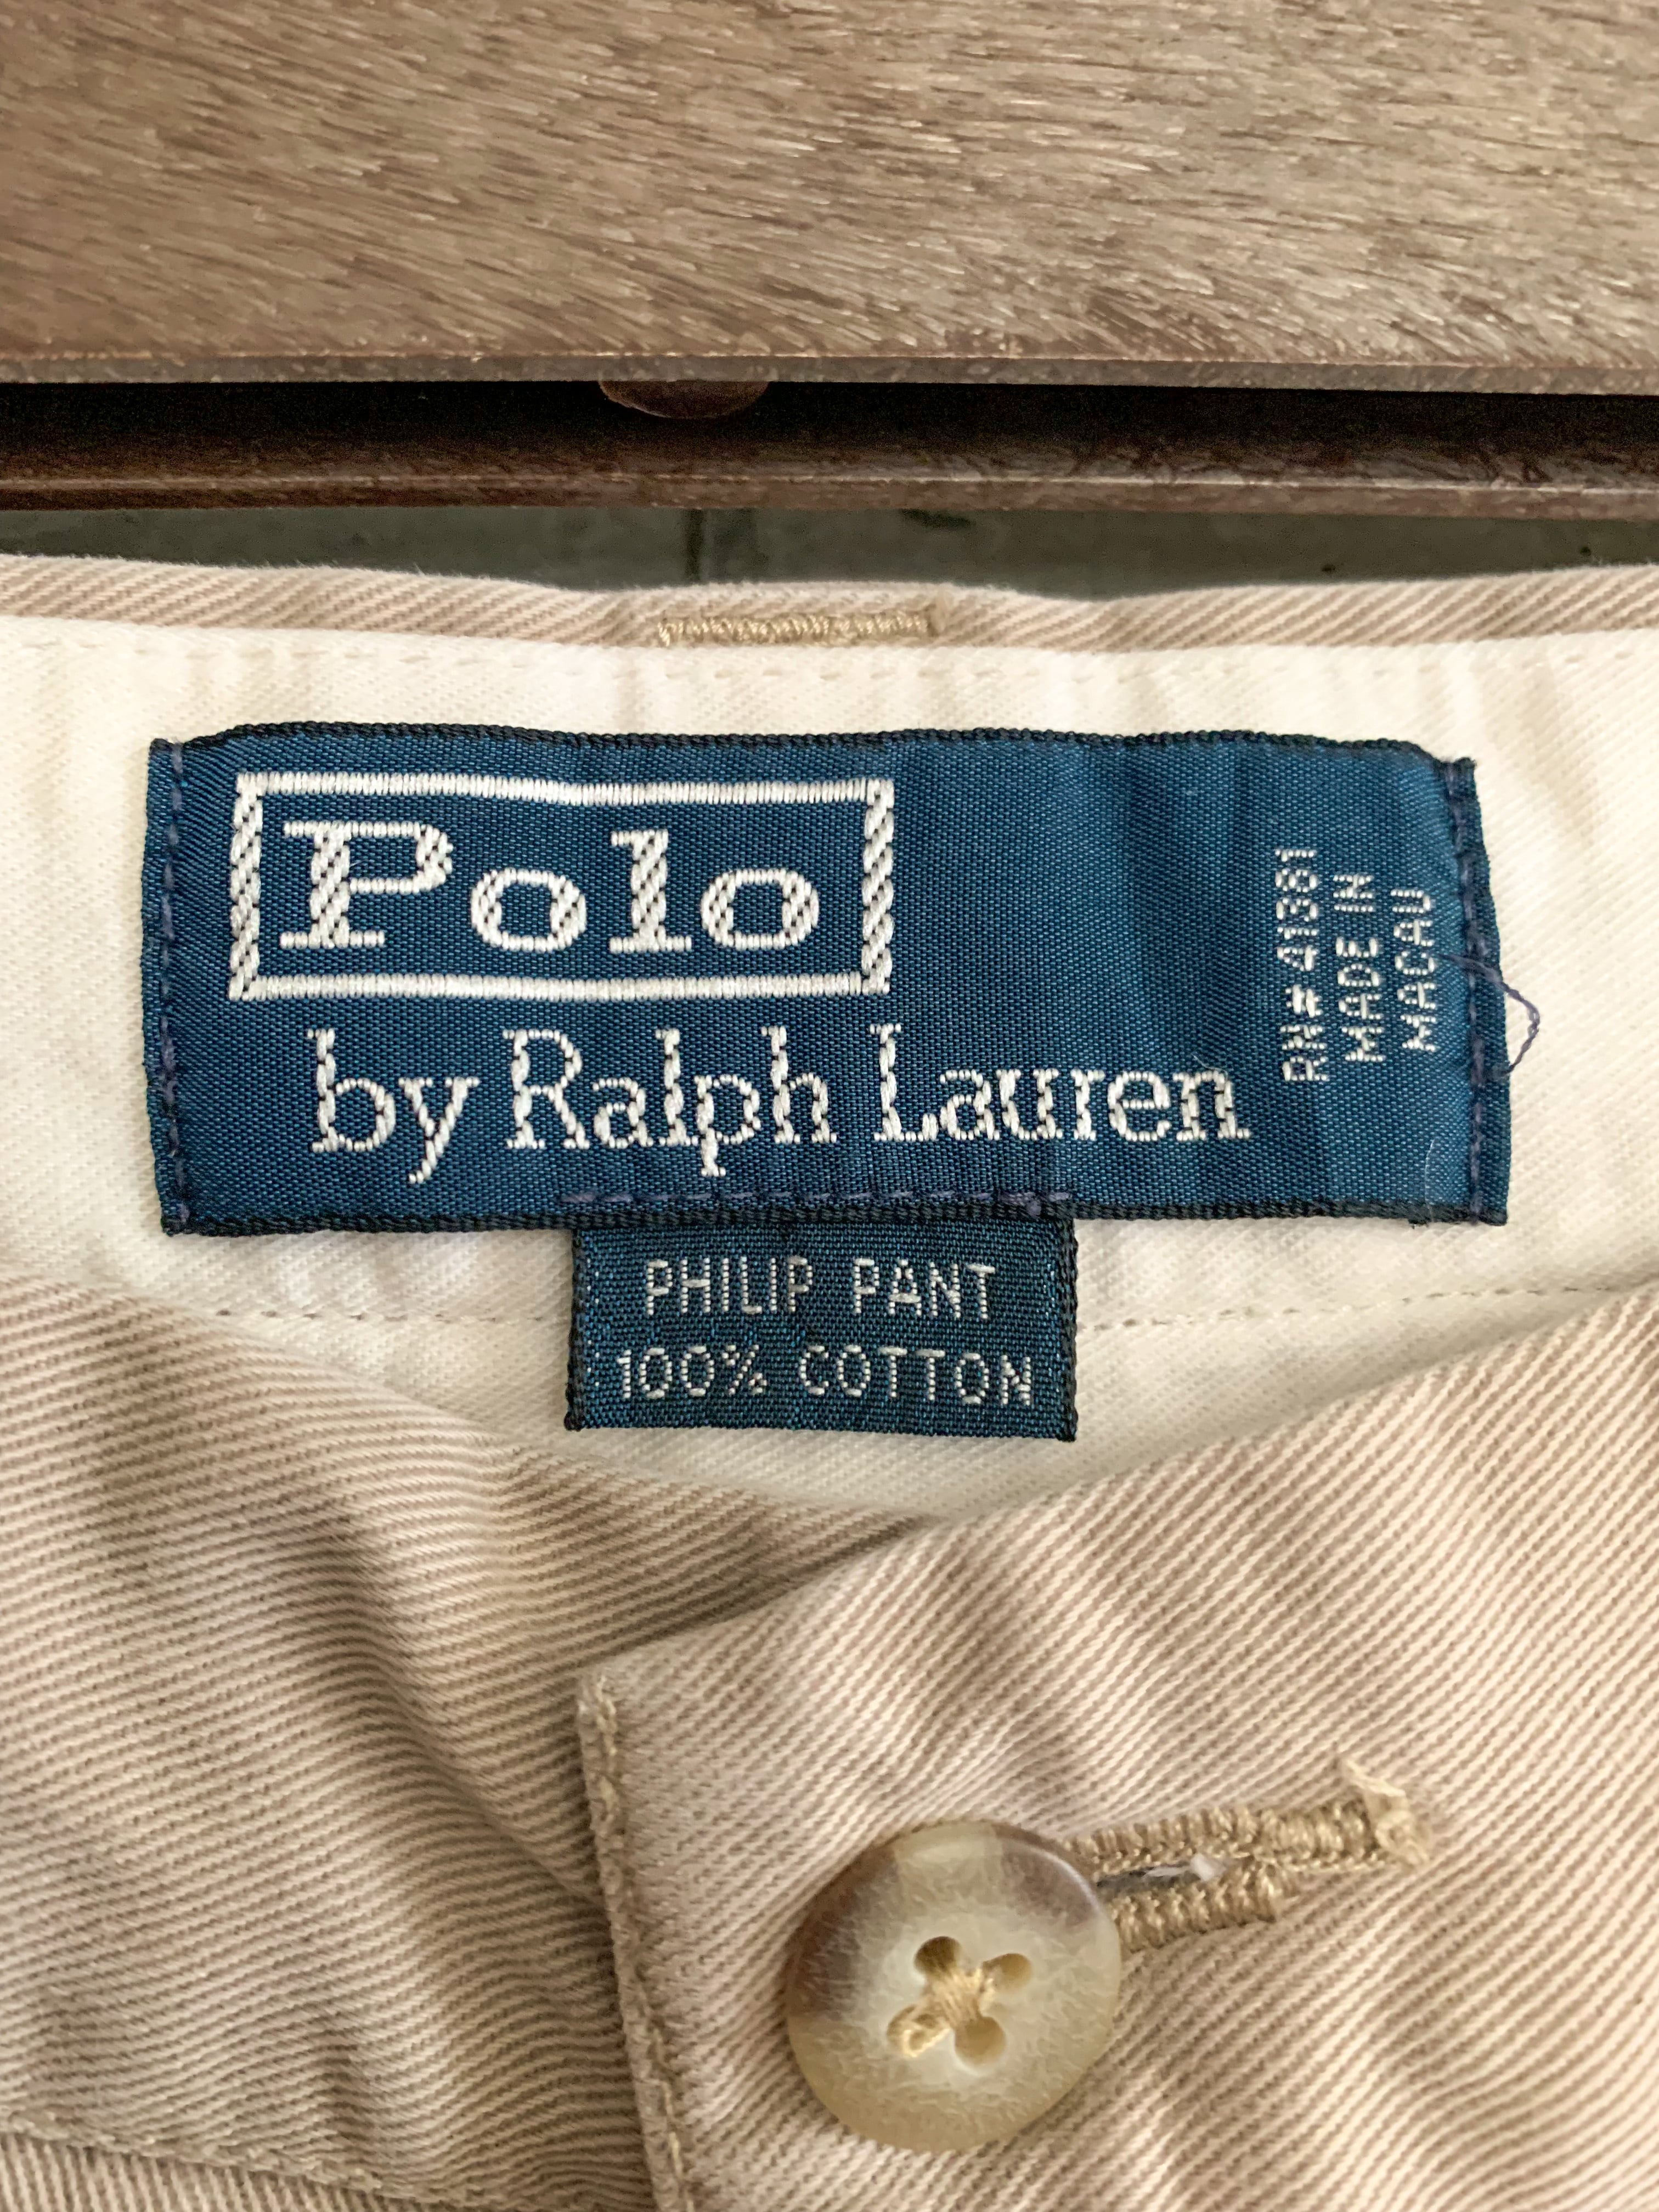 Polo
by Ralph Lauren
RN# 41381
MADE IN
MACAU
PHILIP PANT
100% COTTON